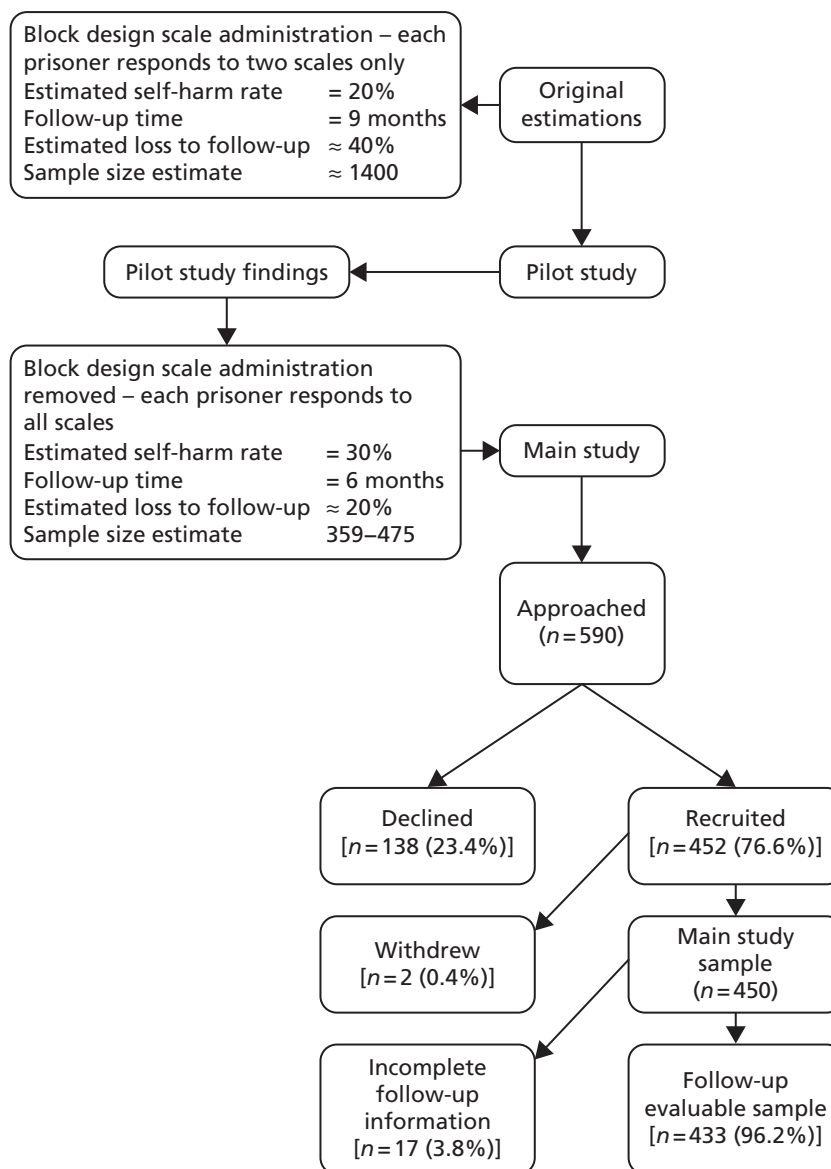 Block design scale administration – each
prisoner responds to two scales only
Estimated self-harm rate = 20%
Follow-up time = 9 months
Estimated loss to follow-up ≈ 40%
Sample size estimate ≈ 1400
Original
estimations
Pilot study findings
Pilot study
Block design scale administration
removed – each prisoner responds to
all scales
Estimated self-harm rate = 30%
Follow-up time = 6 months
Estimated loss to follow-up ≈ 20%
Sample size estimate 359–475
Main study
Approached
(n=590)
Declined
[n=138 (23.4%)]
Recruited
[n=452 (76.6%)]
Withdrew
[n=2 (0.4%)]
Main study
sample
(n=450)
Incomplete
follow-up
information
[n=17 (3.8%)]
Follow-up
evaluable sample
[n=433 (96.2%)]